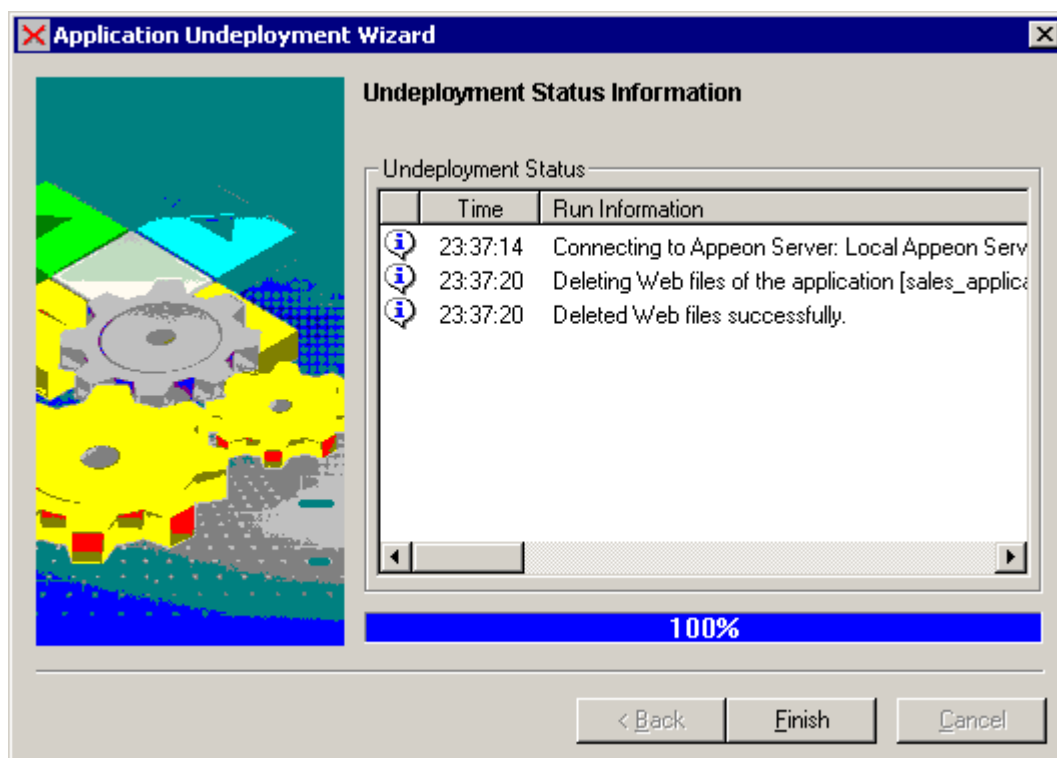 Application Undeployment Wizard
Undeployment Status Information
Undeployment Status
Time Run Information
23:37:14 Connecting to Appeon Server: Local Appeon Serv
23:37:20 Deleting Web files of the application [sales_applica
23:37:20 Deleted Web files successfully.
100%
< Back Finish Cancel